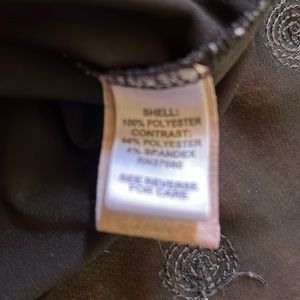 SHELL:
100% POLYESTER
CONTRAST:
96% POLYESTER
4% SPANDEX
SEE REVERSE
FOR CARE